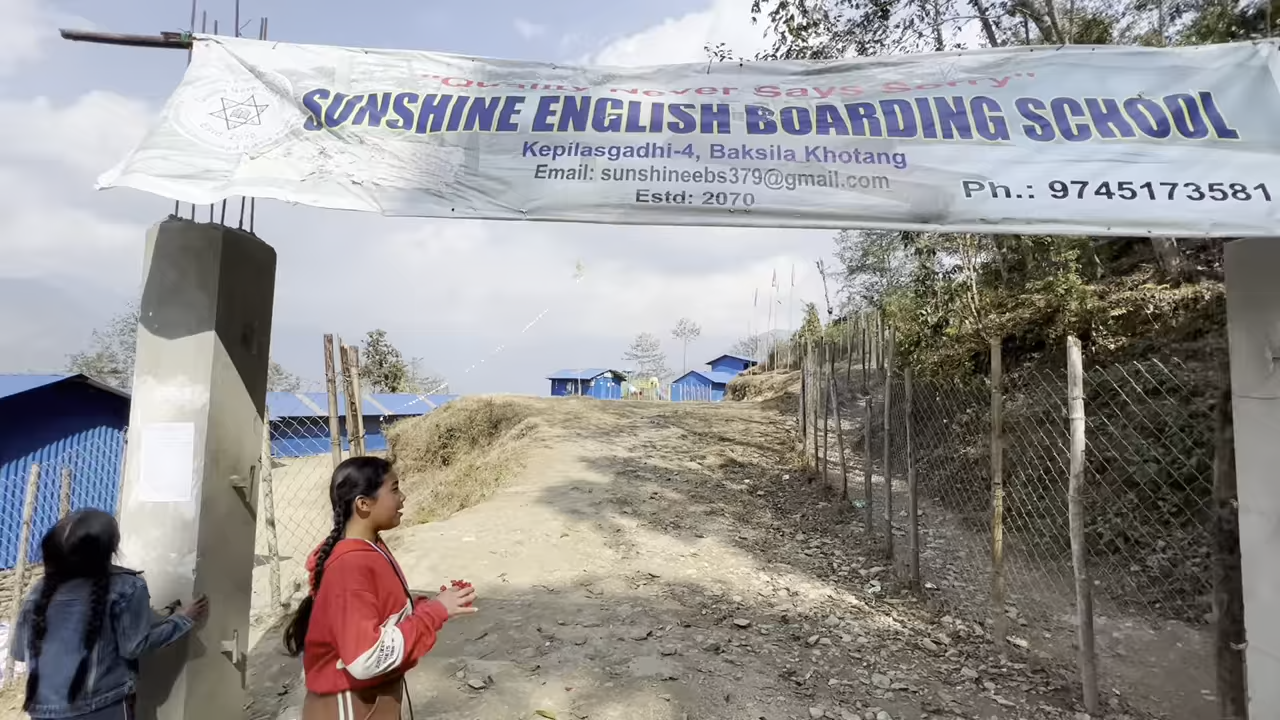 "Quality Never Says Sorry"
SUNSHINE ENGLISH BOARDING SCHOOL
Kepilasgadhi-4, Baksila Khotang
Email: sunshineebs379@gmail.com
Estd: 2070
Ph.: 9745173581